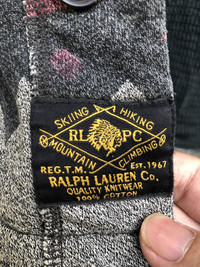 SKIING HIKING
RL PC
MOUNTAIN CLIMBING
REG.T.M. EST. 1967
RALPH LAUREN Co.
QUALITY KNITWEAR
100% COTTON